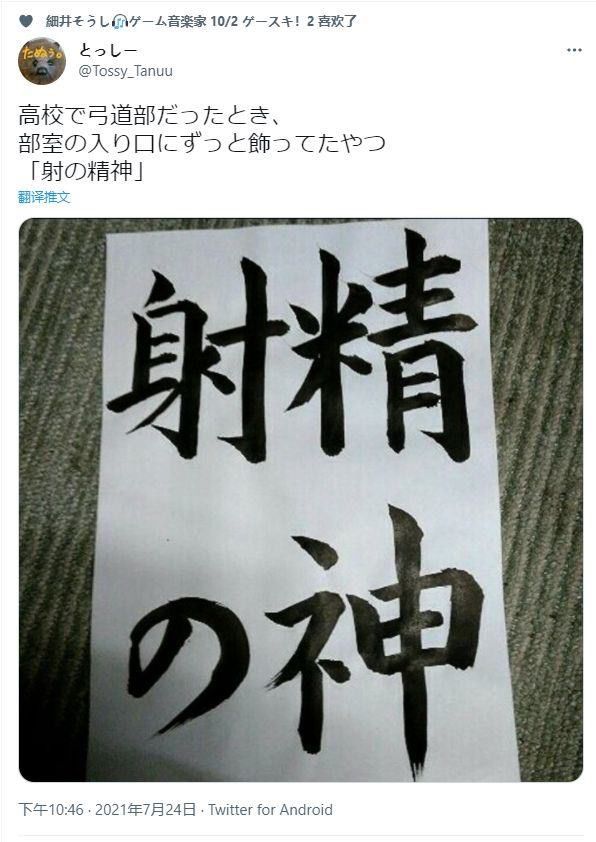 細井そうし🎧ゲーム音楽家 10/2 ゲースキ！2 喜欢了
たぬぅ。
とっしー
@Tossy_Tanuu
高校で弓道部だったとき、
部室の入り口にずっと飾ってたやつ
「射の精神」
翻译推文
射精
の神
下午10:46 · 2021年7月24日 · Twitter for Android